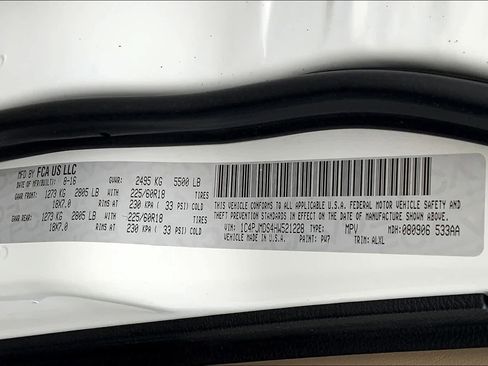 MFD BY FCA US LLC
DATE OF MFR/BUILT: 8-16 GVWR: 2495 KG 5500 LB
GAWR FRONT: 1273 KG 2805 LB WITH 225/60R18 TIRES
18X7.0 RIMS AT 230 KPA ( 33 PSI) COLD
GAWR REAR: 1273 KG 2805 LB WITH 225/60R18 TIRES
18X7.0 RIMS AT 230 KPA ( 33 PSI) COLD
THIS VEHICLE CONFORMS TO ALL APPLICABLE U.S.A. FEDERAL MOTOR VEHICLE SAFETY AND
THEFT PREVENTION STANDARDS IN EFFECT ON THE DATE OF MANUFACTURE SHOWN ABOVE.
VIN: 1C4PJMDS4HW521228 TYPE: MPV MDH: 080906 533AA
VEHICLE MADE IN U.S.A. PAINT: PW7 TRIM: ALXL